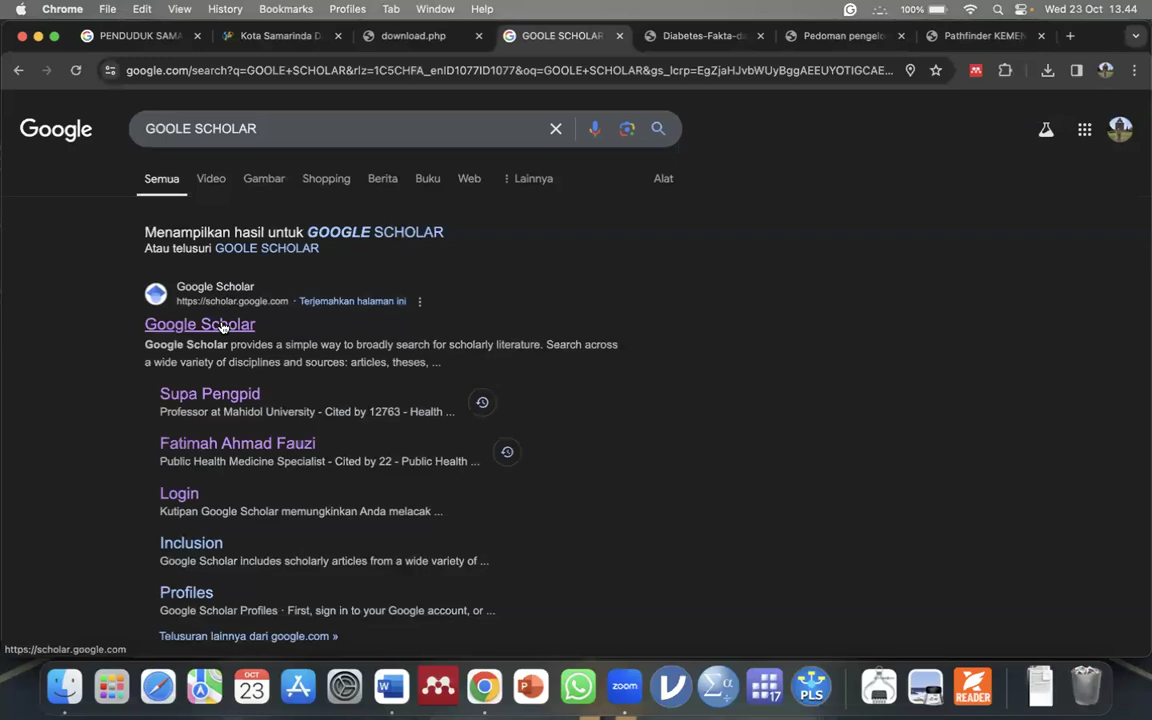 Chrome File Edit View History Bookmarks Profiles Tab Window Help 100% Wed 23 Oct 13.44
PENDUDUK SAMA Kota Samarinda D download.php GOOLE SCHOLAR Diabetes-Fakta-da Pedoman pengelo Pathfinder KEMEN
google.com/search?q=GOOLE+SCHOLAR&rlz=1C5CHFA_enID1077ID1077&oq=GOOLE+SCHOLAR&gs_lcrp=EgZjaHJvbWUyBggAEEUYOTIGCAE...
Google GOOLE SCHOLAR
Semua Video Gambar Shopping Berita Buku Web Lainnya Alat
Menampilkan hasil untuk GOOGLE SCHOLAR
Atau telusuri GOOLE SCHOLAR
Google Scholar
https://scholar.google.com · Terjemahkan halaman ini
Google Scholar
Google Scholar provides a simple way to broadly search for scholarly literature. Search across
a wide variety of disciplines and sources: articles, theses, ...
Supa Pengpid
Professor at Mahidol University - Cited by 12763 - Health ...
Fatimah Ahmad Fauzi
Public Health Medicine Specialist - Cited by 22 - Public Health ...
Login
Kutipan Google Scholar memungkinkan Anda melacak ...
Inclusion
Google Scholar includes scholarly articles from a wide variety of ...
Profiles
Google Scholar Profiles · First, sign in to your Google account, or ...
Telusuran lainnya dari google.com »
https://scholar.google.com
OCT
23
W
P
zoom
V
Σα
17
PLS
READER